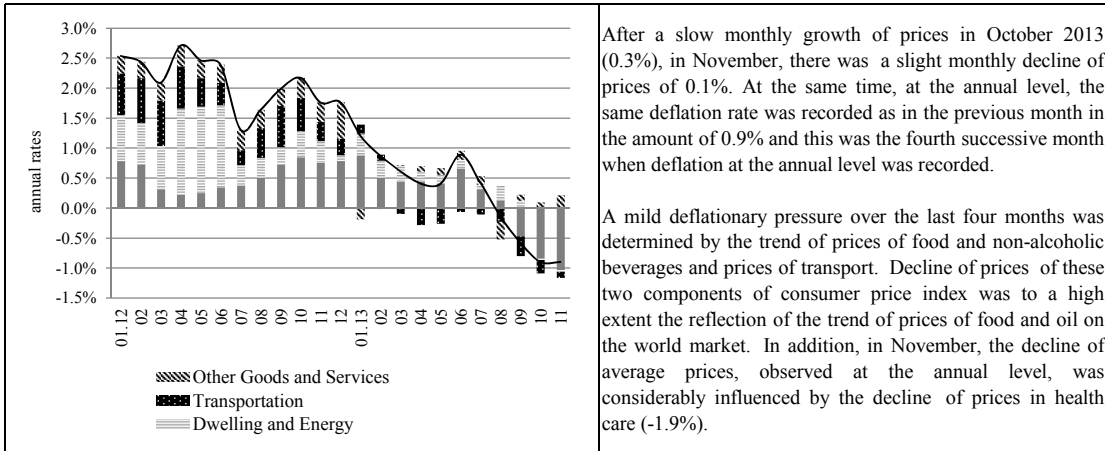 3.0%
2.5%
2.0%
1.5%
1.0%
0.5%
0.0%
-0.5%
-1.0%
-1.5%
annual rates
01.12
02
03
04
05
06
07
08
09
10
11
12
01.13
02
03
04
05
06
07
08
09
10
11
Other Goods and Services
Transportation
Dwelling and Energy
After a slow monthly growth of prices in October 2013
(0.3%), in November, there was a slight monthly decline of
prices of 0.1%. At the same time, at the annual level, the
same deflation rate was recorded as in the previous month in
the amount of 0.9% and this was the fourth successive month
when deflation at the annual level was recorded.
A mild deflationary pressure over the last four months was
determined by the trend of prices of food and non-alcoholic
beverages and prices of transport. Decline of prices of these
two components of consumer price index was to a high
extent the reflection of the trend of prices of food and oil on
the world market. In addition, in November, the decline of
average prices, observed at the annual level, was
considerably influenced by the decline of prices in health
care (-1.9%).